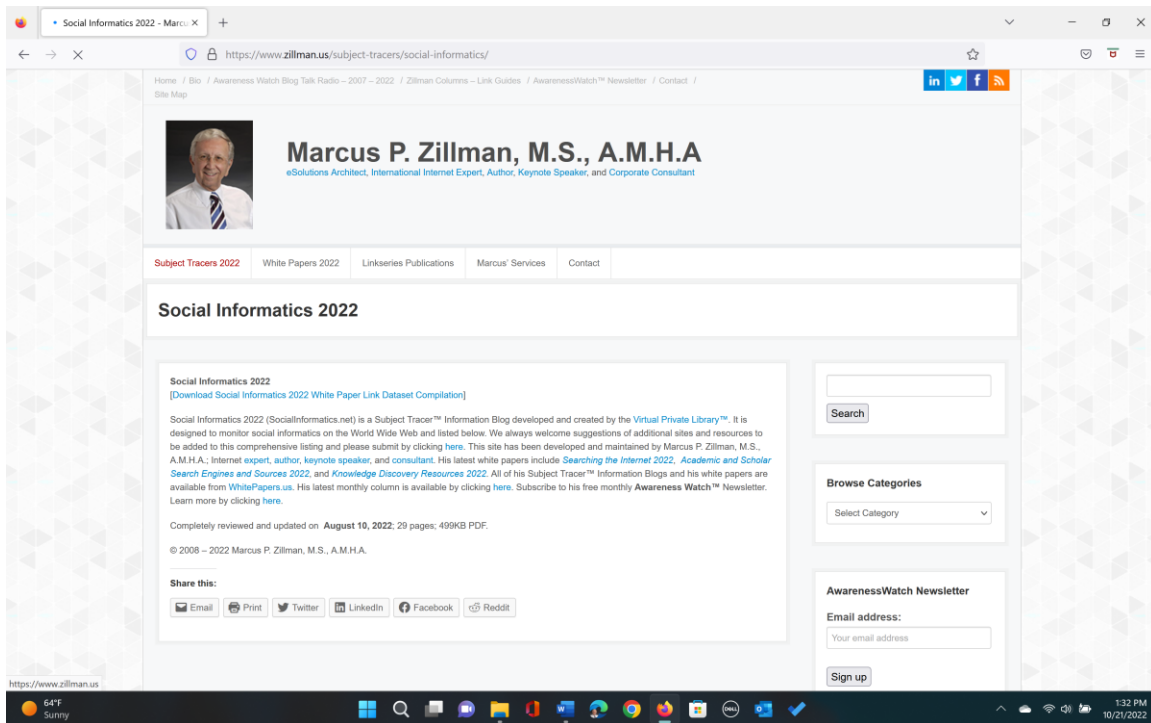 Social Informatics 2022 - Marcu
https://www.zillman.us/subject-tracers/social-informatics/
Home / Bio / Awareness Watch Blog Talk Radio – 2007 – 2022 / Zillman Columns – Link Guides / AwarenessWatch™ Newsletter / Contact /
Site Map
Marcus P. Zillman, M.S., A.M.H.A
eSolutions Architect, International Internet Expert, Author, Keynote Speaker, and Corporate Consultant
Subject Tracers 2022 White Papers 2022 Linkseries Publications Marcus' Services Contact
Social Informatics 2022
Social Informatics 2022
[Download Social Informatics 2022 White Paper Link Dataset Compilation]
Social Informatics 2022 (SocialInformatics.net) is a Subject Tracer™ Information Blog developed and created by the Virtual Private Library™. It is
designed to monitor social informatics on the World Wide Web and listed below. We always welcome suggestions of additional sites and resources to
be added to this comprehensive listing and please submit by clicking here. This site has been developed and maintained by Marcus P. Zillman, M.S.,
A.M.H.A.; Internet expert, author, keynote speaker, and consultant. His latest white papers include Searching the Internet 2022, Academic and Scholar
Search Engines and Sources 2022, and Knowledge Discovery Resources 2022. All of his Subject Tracer™ Information Blogs and his white papers are
available from WhitePapers.us. His latest monthly column is available by clicking here. Subscribe to his free monthly Awareness Watch™ Newsletter.
Learn more by clicking here.
Completely reviewed and updated on August 10, 2022; 29 pages; 499KB PDF.
© 2008 – 2022 Marcus P. Zillman, M.S., A.M.H.A.
Share this:
Email Print Twitter LinkedIn Facebook Reddit
Search
Browse Categories
Select Category
AwarenessWatch Newsletter
Email address:
Your email address
Sign up
https://www.zillman.us
64°F
Sunny
DELL
1:32 PM
10/21/2022